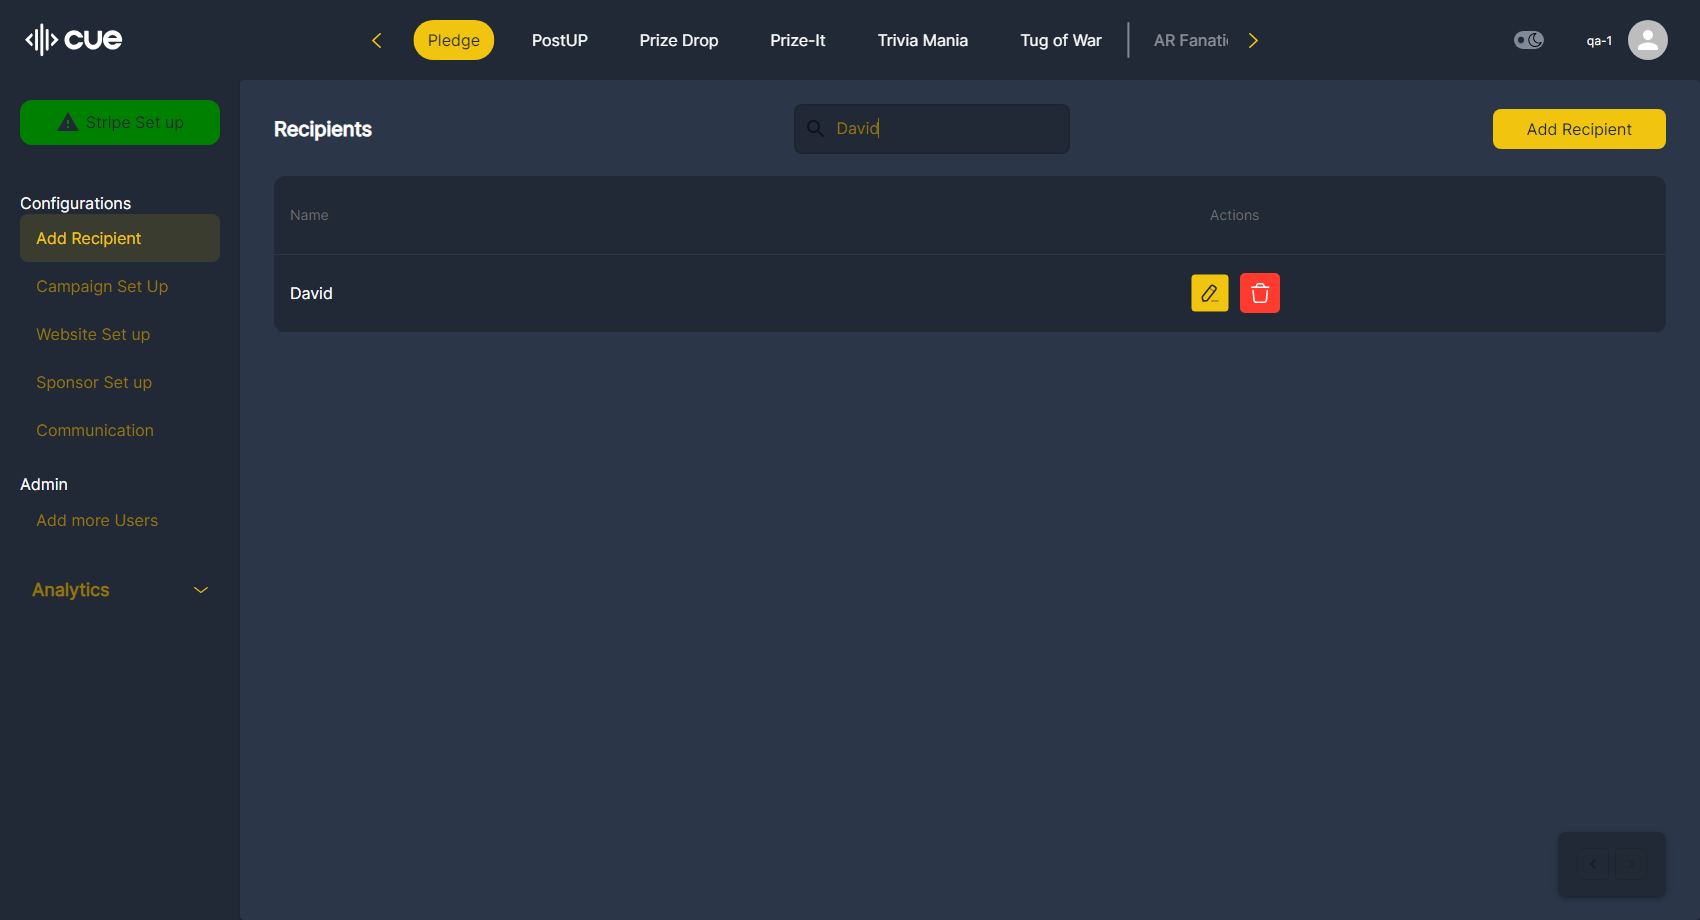 cue
Pledge
PostUP
Prize Drop
Prize-It
Trivia Mania
Tug of War
AR Fanati
qa-1
Stripe Set up
Configurations
Add Recipient
Campaign Set Up
Website Set up
Sponsor Set up
Communication
Admin
Add more Users
Analytics
Recipients
David
Add Recipient
Name
Actions
David